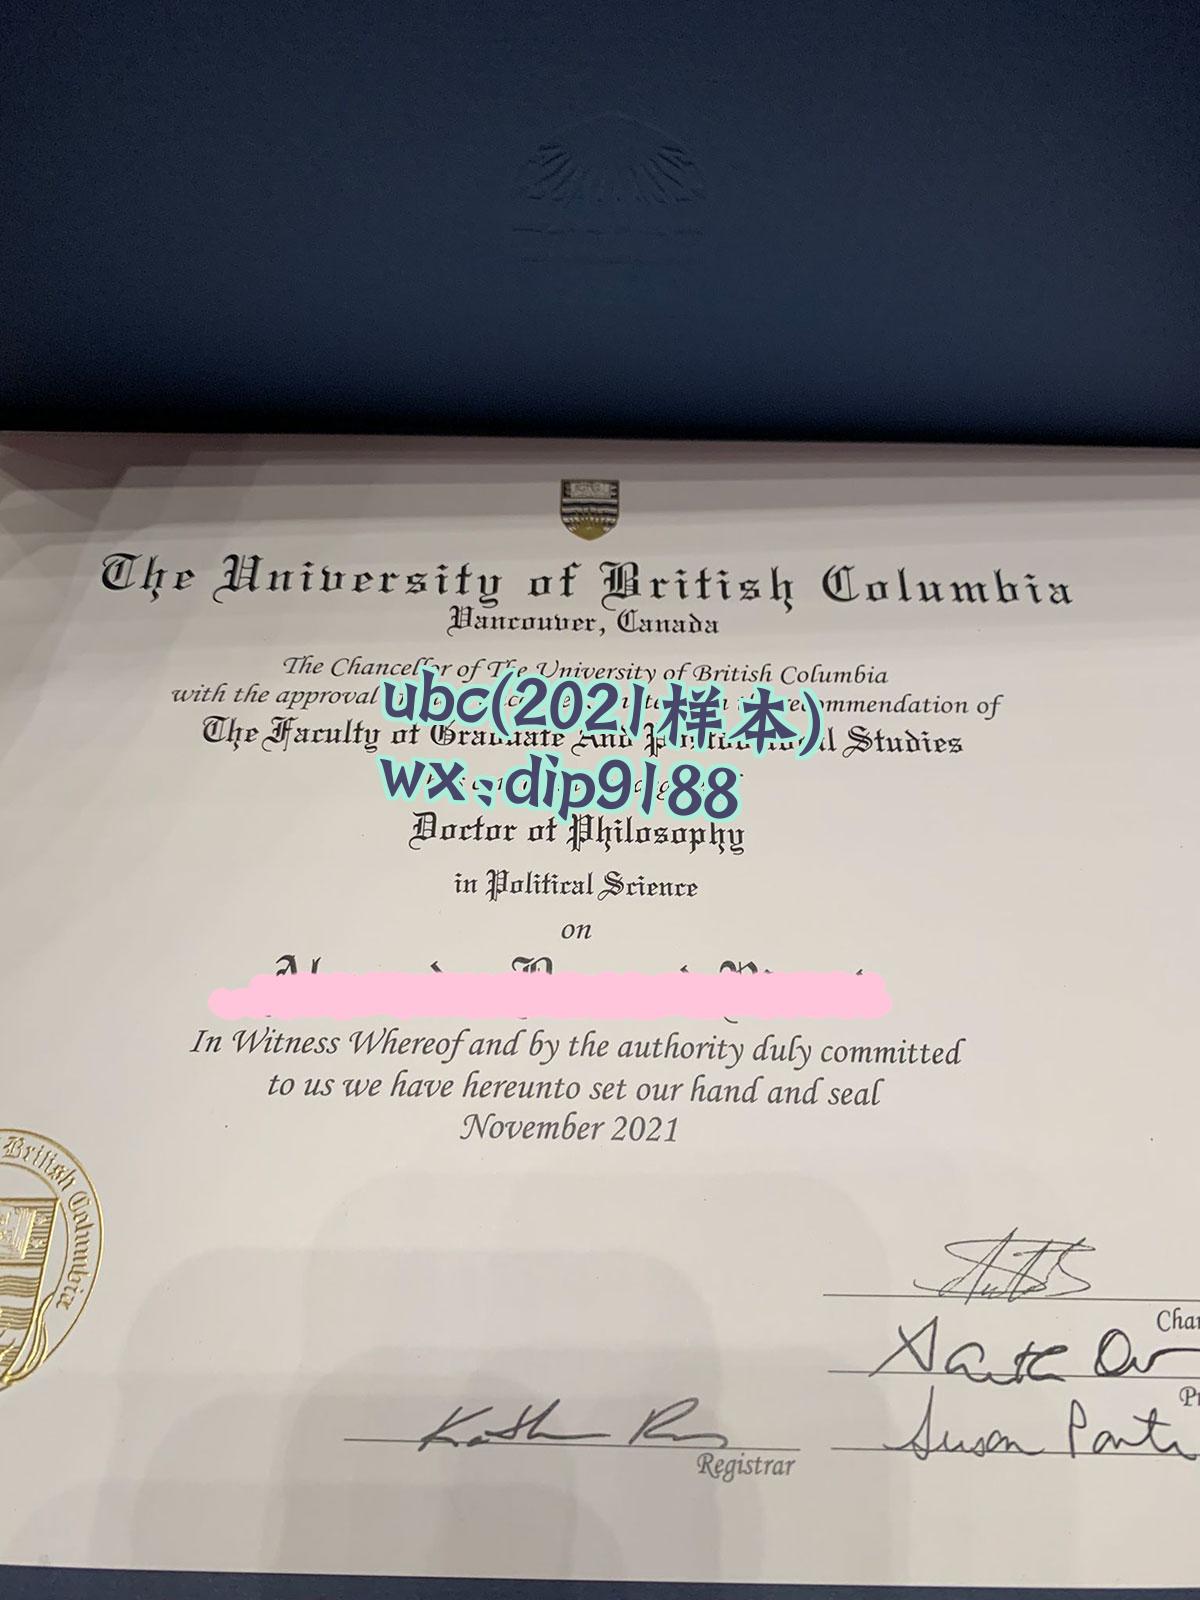 The University of British Columbia
Vancouver, Canada
The Chancellor of The University of British Columbia
with the approval recommendation of
The Faculty of Graduate And Studies
ubc(2021样本)
wx:dip9188
Doctor of Philosophy
in Political Science
on
In Witness Whereof and by the authority duly committed
to us we have hereunto set our hand and seal
November 2021
British Columbia
Registrar
Susan